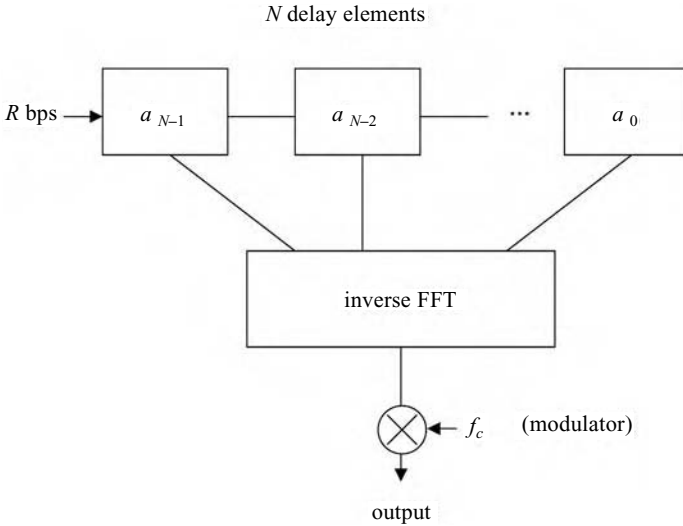 N delay elements
R bps
a N–1
a N–2
...
a 0
inverse FFT
f c (modulator)
output